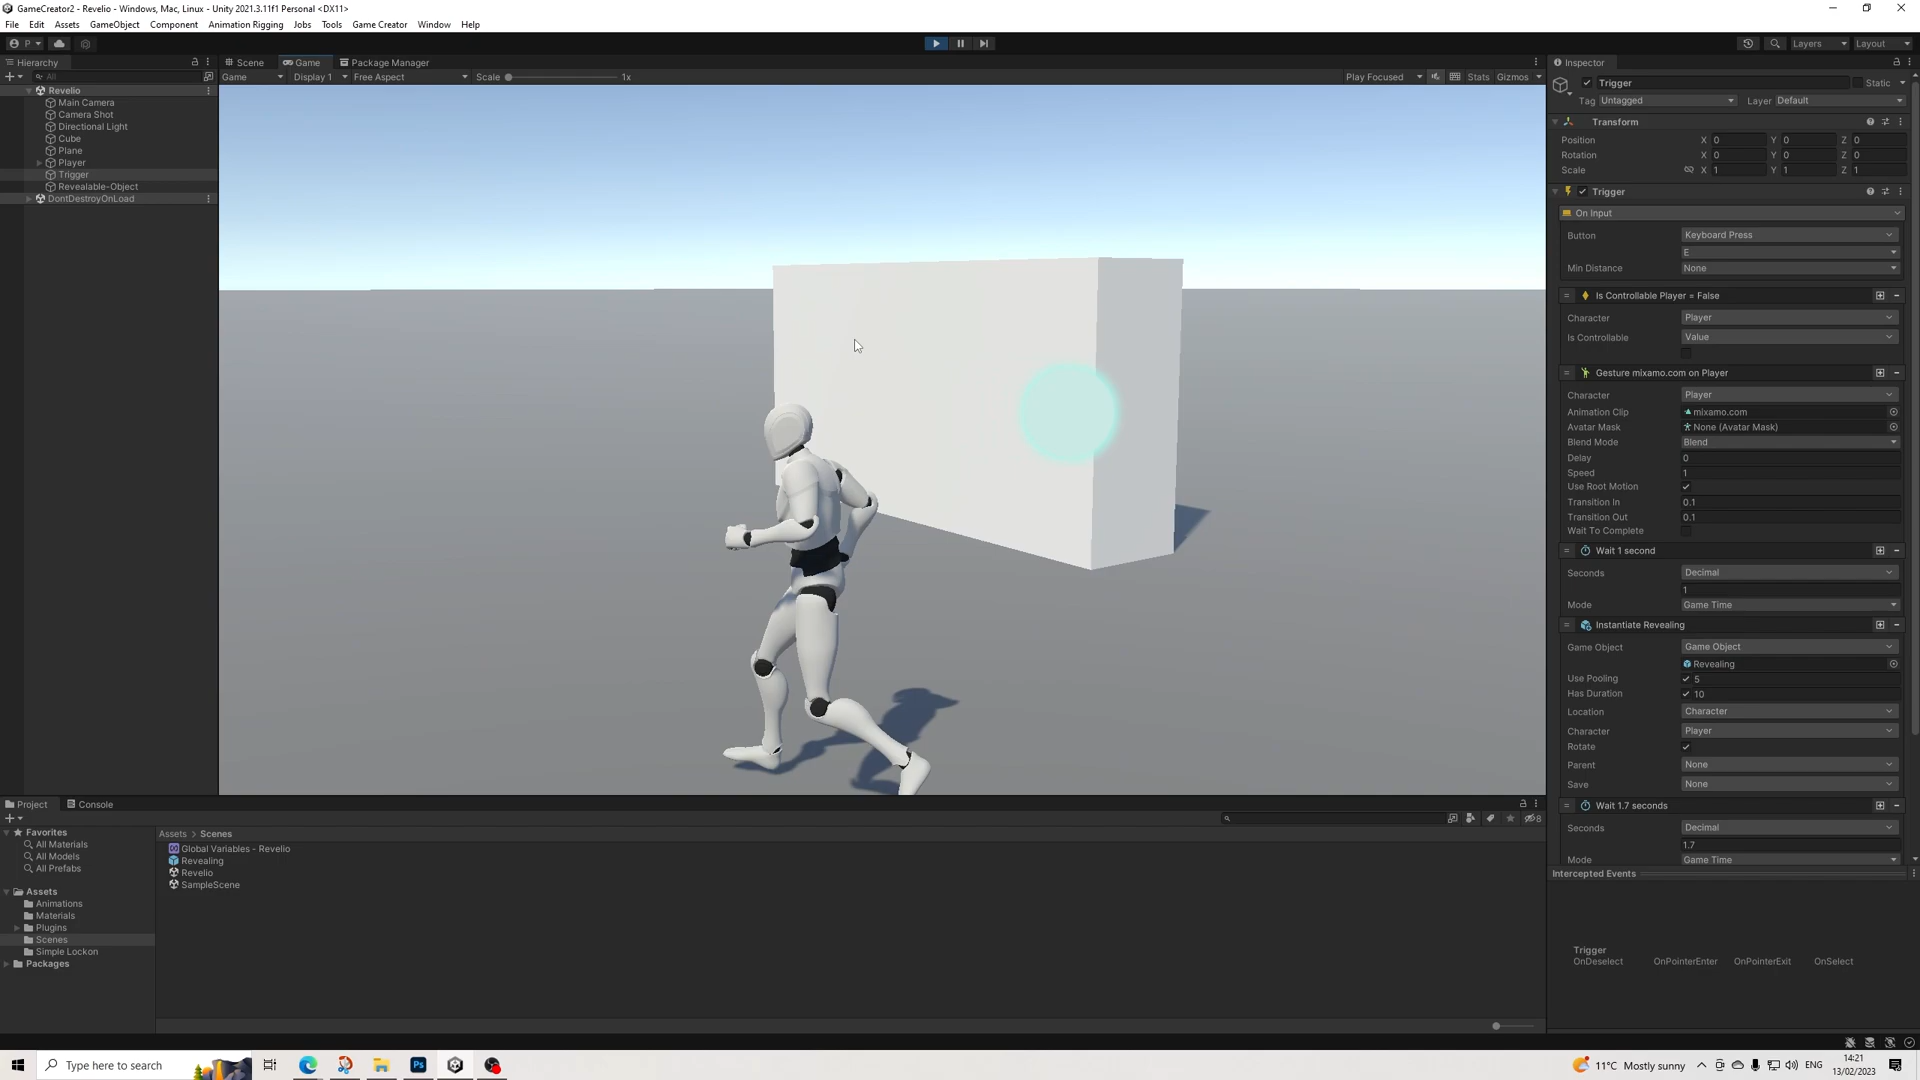 GameCreator2 - Revelio - Windows, Mac, Linux - Unity 2021.3.11f1 Personal <DX11>
File Edit Assets GameObject Component Animation Rigging Jobs Tools Game Creator Window Help
P Layers Layout
Hierarchy Scene Game Package Manager Inspector
All Game Display 1 Free Aspect Scale 1x Play Focused Stats Gizmos
Trigger Static
Tag Untagged Layer Default
Revelio
Main Camera
Camera Shot
Directional Light
Cube
Plane
Player
Trigger
Revealable-Object
DontDestroyOnLoad
Transform
Position X 0 Y 0 Z 0
Rotation X 0 Y 0 Z 0
Scale X 1 Y 1 Z 1
Trigger
On Input
Button Keyboard Press
E
Min Distance None
Is Controllable Player = False
Character Player
Is Controllable Value
Gesture mixamo.com on Player
Character Player
Animation Clip mixamo.com
Avatar Mask None (Avatar Mask)
Blend Mode Blend
Delay 0
Speed 1
Use Root Motion
Transition In 0.1
Transition Out 0.1
Wait To Complete
Wait 1 second
Seconds Decimal
1
Mode Game Time
Instantiate Revealing
Game Object Game Object
Revealing
Use Pooling 5
Has Duration 10
Location Character
Character Player
Rotate
Parent None
Save None
Wait 1.7 seconds
Seconds Decimal
1.7
Mode Game Time
Intercepted Events
Trigger
OnDeselect OnPointerEnter OnPointerExit OnSelect
Project Console
8
Favorites
All Materials
All Models
All Prefabs
Assets
Animations
Materials
Plugins
Scenes
Simple Lockon
Packages
Assets > Scenes
Global Variables - Revelio
Revealing
Revelio
SampleScene
Type here to search
Ps
11°C Mostly sunny
ENG
14:21
13/02/2023